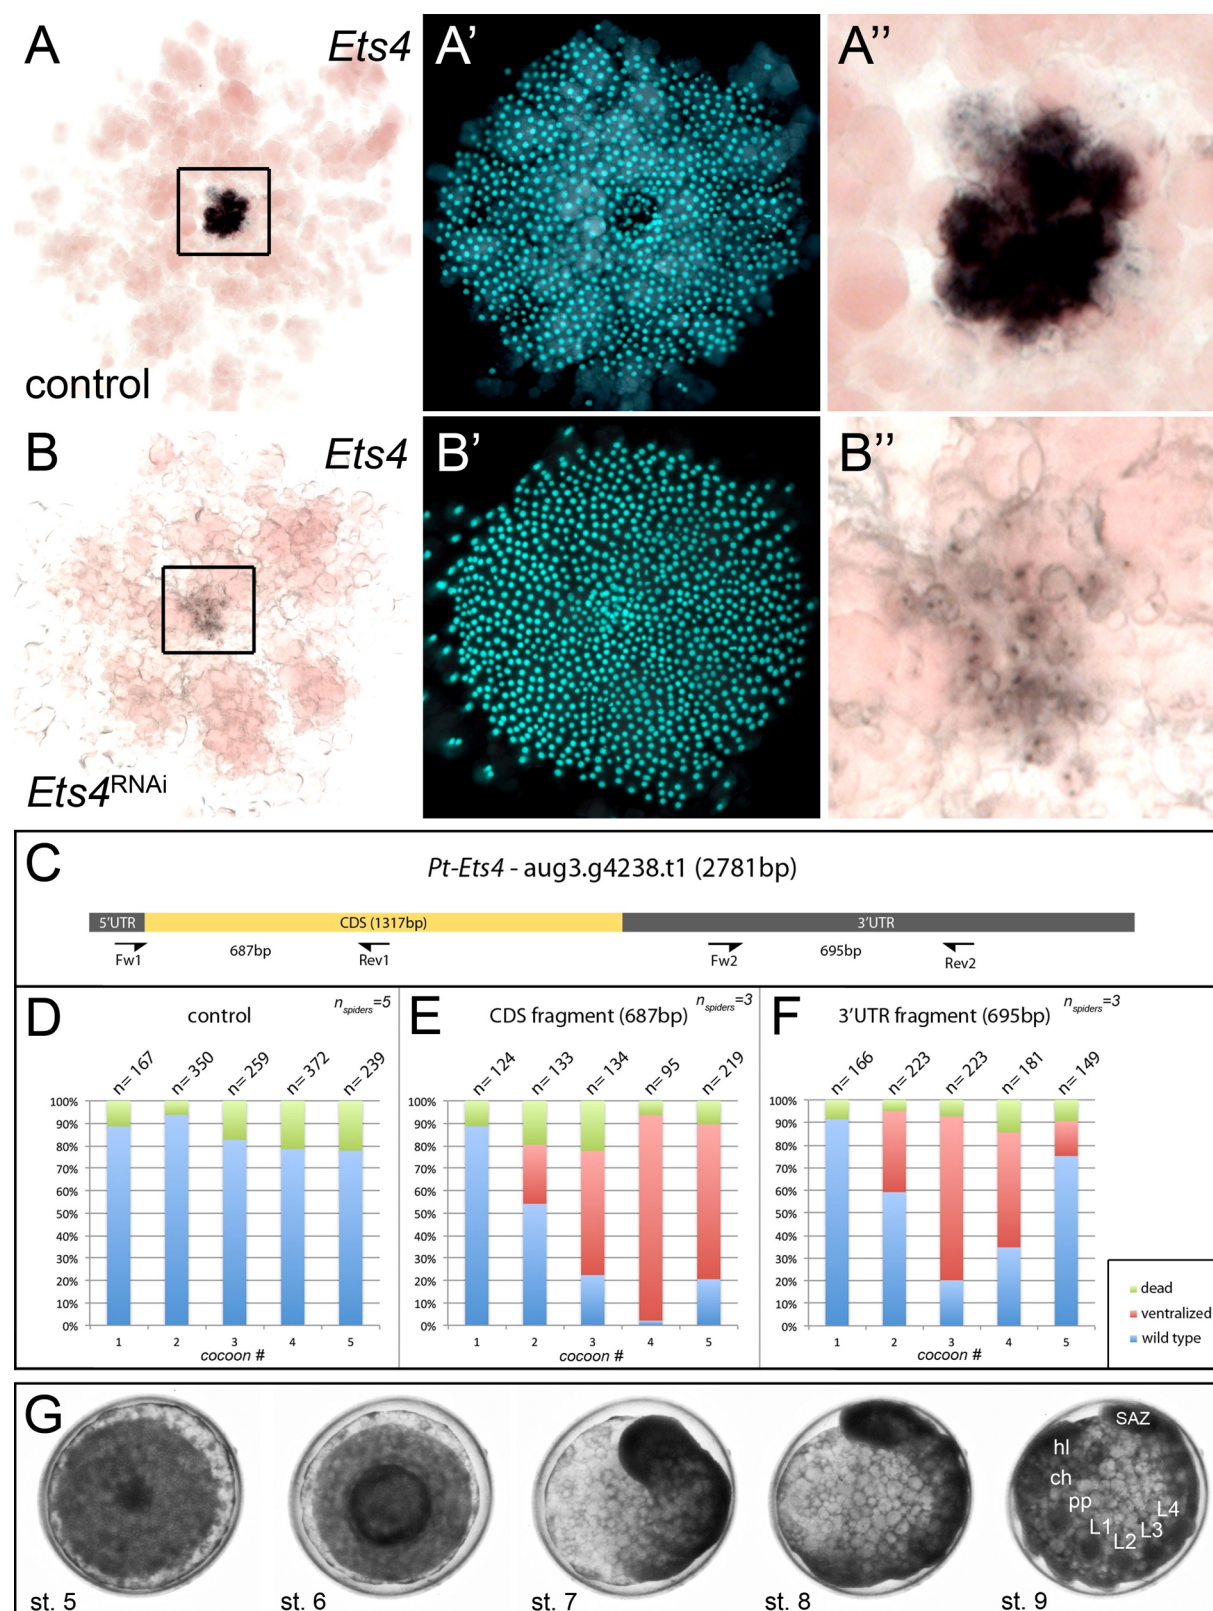 A
Ets4
A’
A’’
control
B
Ets4
B’
B’’
Ets4RNAi
C
Pt-Ets4 - aug3.g4238.t1 (2781bp)
5'UTR
CDS (1317bp)
3'UTR
Fw1
687bp
Rev1
Fw2
695bp
Rev2
D
control
nspiders=5
n= 167
n= 350
n= 259
n= 372
n= 239
100%
90%
80%
70%
60%
50%
40%
30%
20%
10%
0%
1 2 3 4 5
cocoon #
E
CDS fragment (687bp)
nspiders=3
n= 124
n= 133
n= 134
n= 95
n= 219
100%
90%
80%
70%
60%
50%
40%
30%
20%
10%
0%
1 2 3 4 5
cocoon #
F
3'UTR fragment (695bp)
nspiders=3
n= 166
n= 223
n= 223
n= 181
n= 149
100%
90%
80%
70%
60%
50%
40%
30%
20%
10%
0%
1 2 3 4 5
cocoon #
dead
ventralized
wild type
G
st. 5
st. 6
st. 7
st. 8
SAZ
hl
ch
pp
L1
L2
L3
L4
st. 9